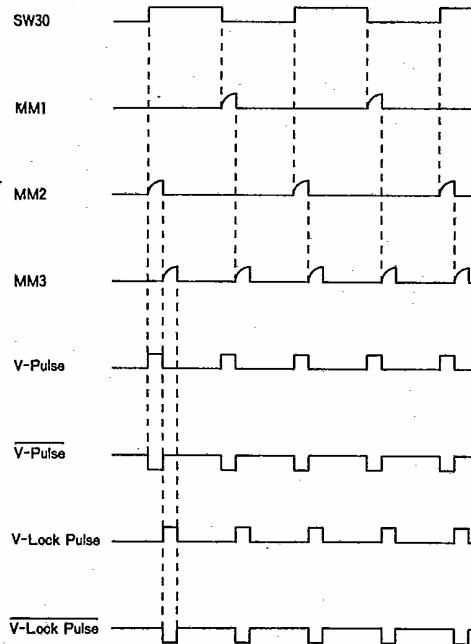 SW30
MM1
MM2
MM3
V-Pulse
V-Pulse
V-Lock Pulse
V-Lock Pulse